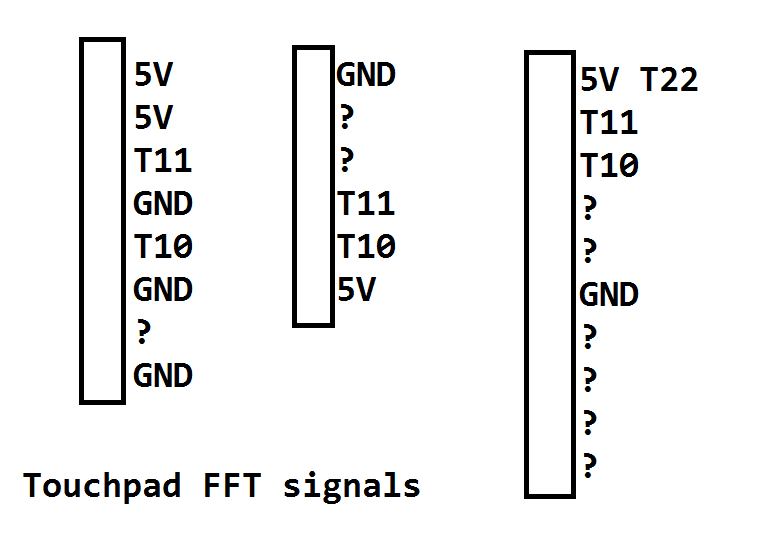 5V
5V
T11
GND
T10
GND
?
GND
GND
?
?
T11
T10
5V
5V T22
T11
T10
?
?
GND
?
?
?
?
Touchpad FFT signals